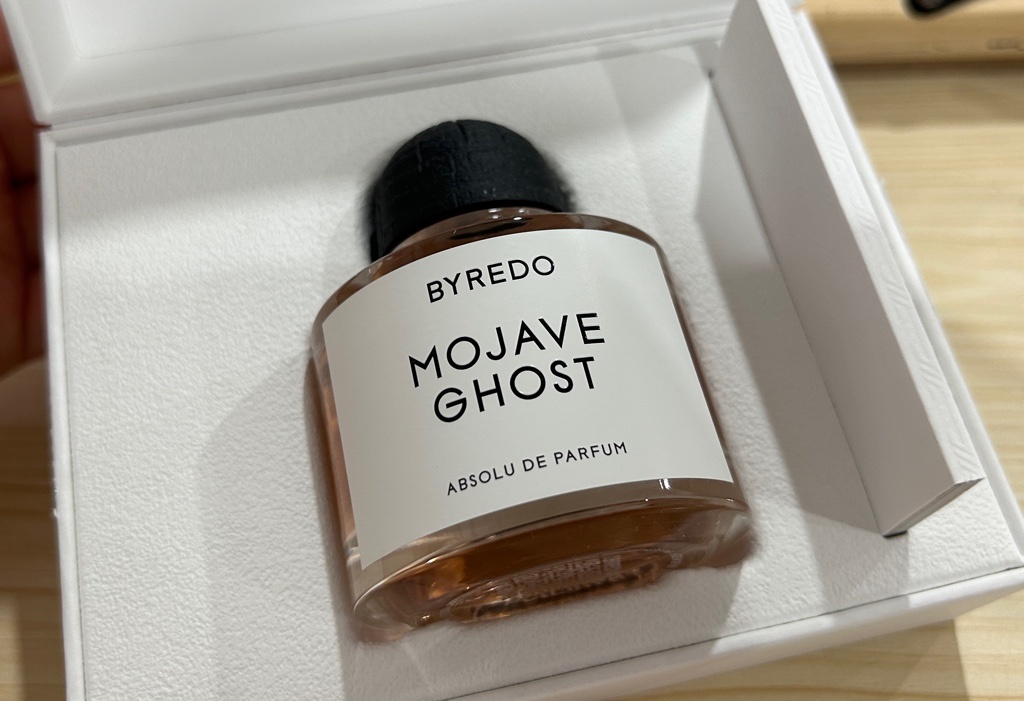 BYREDO
MOJAVE
GHOST
ABSOLU DE PARFUM